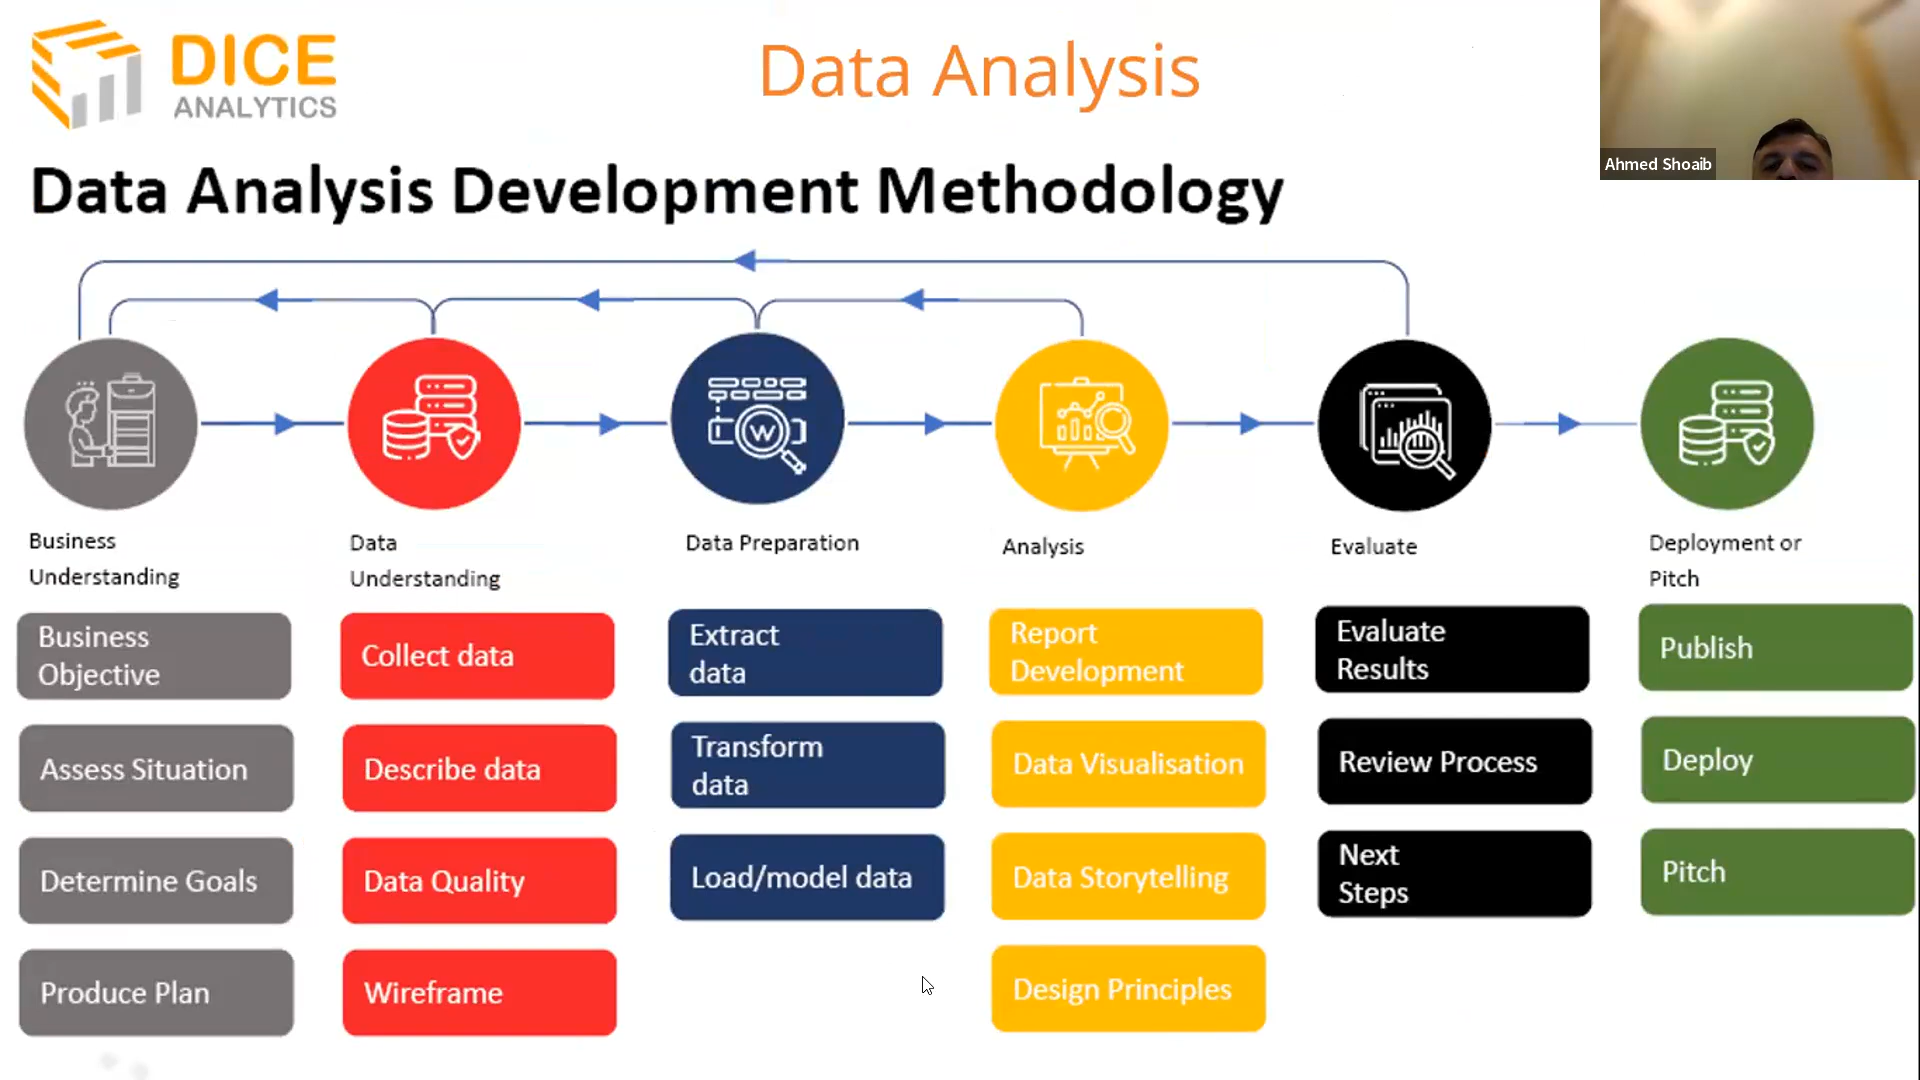 DICE
ANALYTICS
Data Analysis
Ahmed Shoaib
Data Analysis Development Methodology
W
Business
Understanding
Data
Understanding
Data Preparation
Analysis
Evaluate
Deployment or
Pitch
Business
Objective
Assess Situation
Determine Goals
Produce Plan
Collect data
Describe data
Data Quality
Wireframe
Extract
data
Transform
data
Load/model data
Report
Development
Data Visualisation
Data Storytelling
Design Principles
Evaluate
Results
Review Process
Next
Steps
Publish
Deploy
Pitch